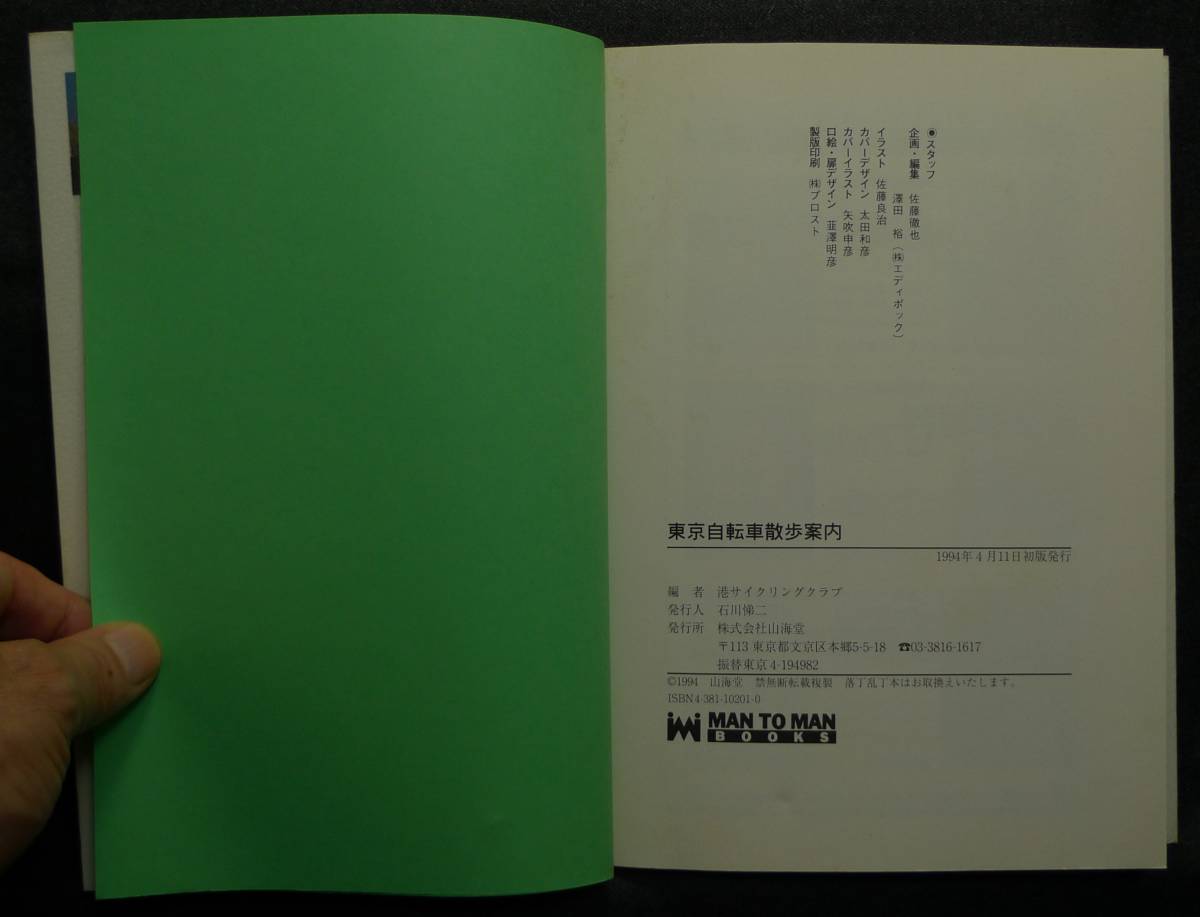 ●スタッフ
企画・編集　佐藤徹也
澤田　裕（㈱エディポック）
イラスト　佐藤良治
カバーデザイン　太田和彦
カバーイラスト　矢吹申彦
口絵・扉デザイン　韮澤明彦
製版印刷　㈱プロスト
東京自転車散歩案内
1994年4月11日初版発行
編　者　港サイクリングクラブ
発行人　石川悌二
発行所　株式会社山海堂
〒113 東京都文京区本郷5-5-18　☎03-3816-1617
振替東京4-194982
©1994　山海堂　禁無断転載複製　落丁乱丁本はお取換えいたします。
ISBN4-381-10201-0
MAN TO MAN
BOOKS